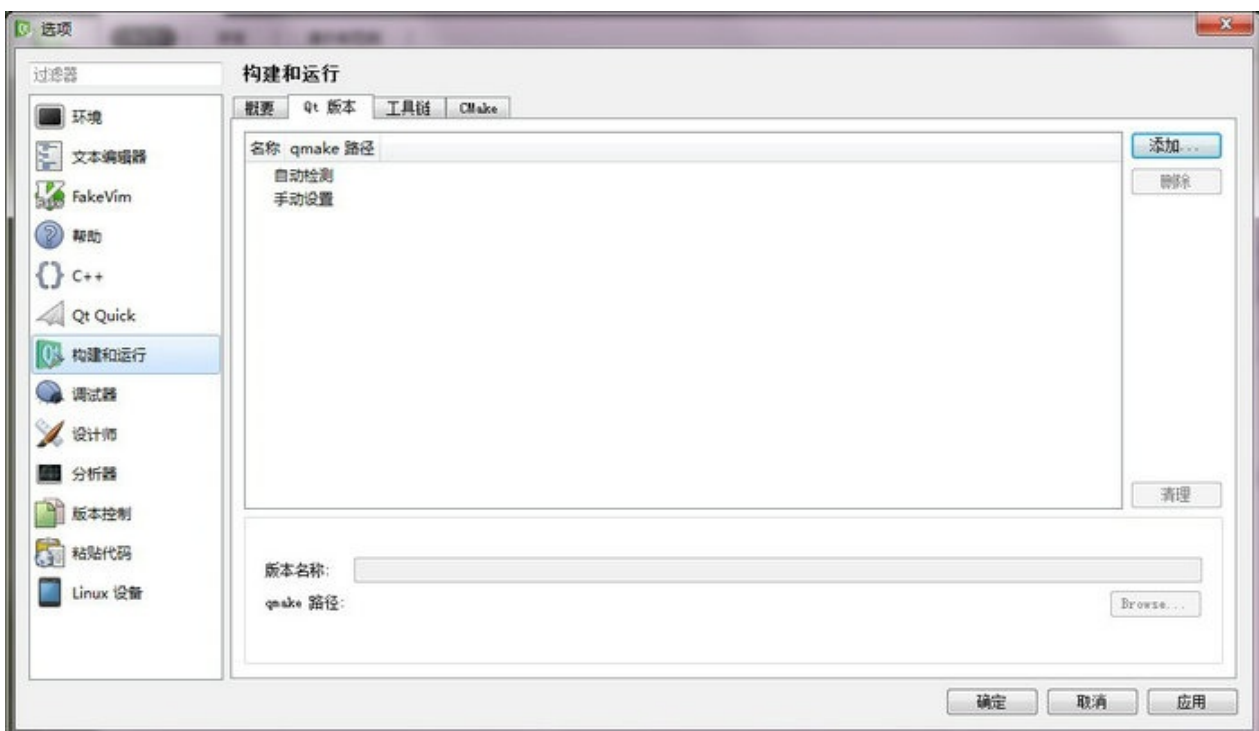 选项
过滤器
环境
文本编辑器
FakeVim
帮助
C++
Qt Quick
构建和运行
调试器
设计师
分析器
版本控制
粘贴代码
Linux 设备
构建和运行
概要 Qt 版本 工具链 CMake
名称 qmake 路径
自动检测
手动设置
添加...
删除
清理
版本名称:
qmake 路径:
Browse...
确定 取消 应用